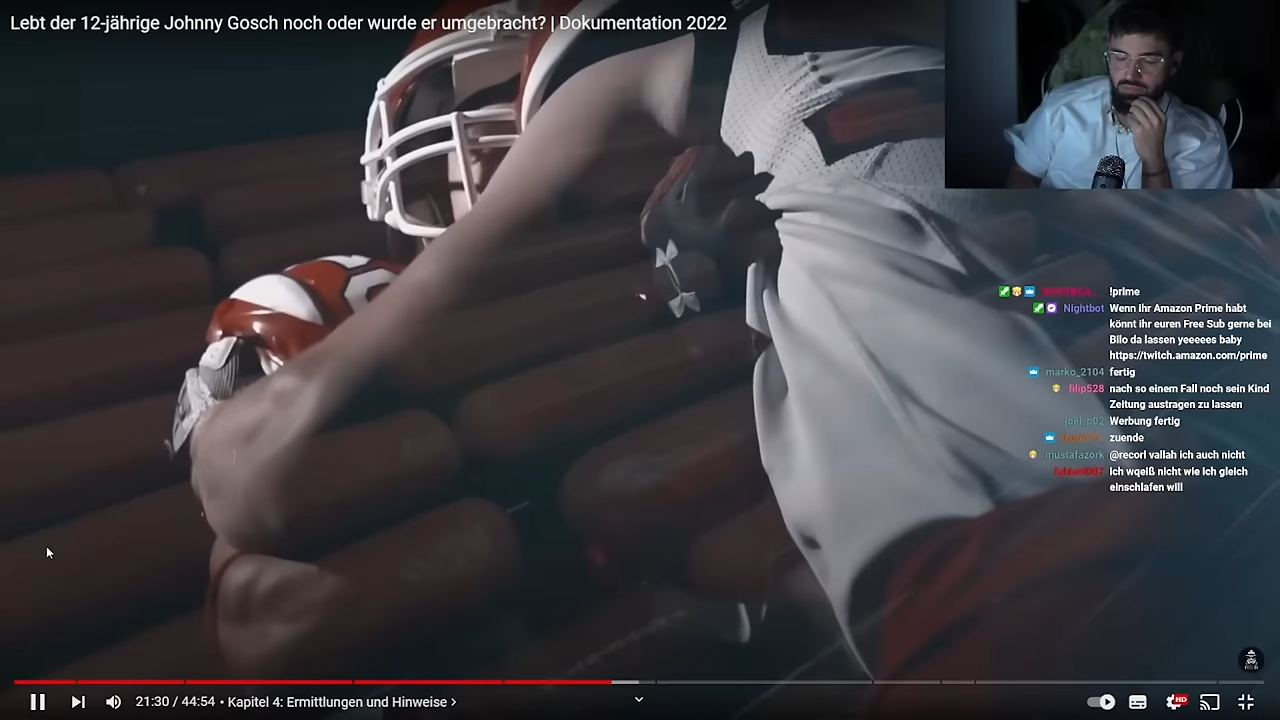 Lebt der 12-jährige Johnny Gosch noch oder wurde er umgebracht? | Dokumentation 2022
!prime
Nightbot Wenn ihr Amazon Prime habt
könnt ihr euren Free Sub gerne bei
Bilo da lassen yeeeees baby
https://twitch.amazon.com/prime
marko_2104 fertig
filip528 nach so einem Fall noch sein Kind
Zeitung austragen zu lassen
joel_p02 Werbung fertig
zuende
mustafazork @recorl vallah ich auch nicht
Ich wqeiß nicht wie ich gleich
einschlafen will
21:30 / 44:54 • Kapitel 4: Ermittlungen und Hinweise >
HD